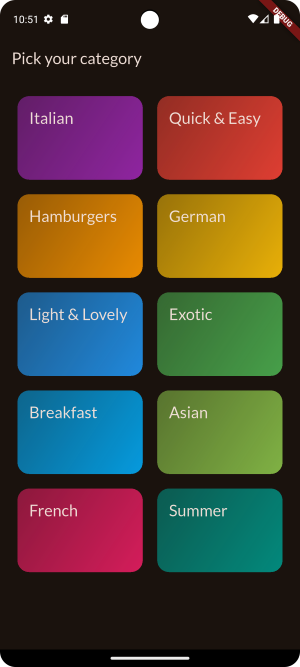 10:51
DEBUG
Pick your category
Italian
Quick & Easy
Hamburgers
German
Light & Lovely
Exotic
Breakfast
Asian
French
Summer